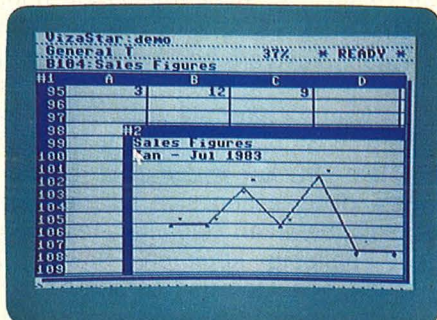 VizaStar:demo
General T 37% * READY *
B104:Sales Figures
#1 A B C D
95 3 12 9
96
97
98 #2
99 Sales Figures
100 Jan - Jul 1983
101
102
103
104
105
106
107
108
109